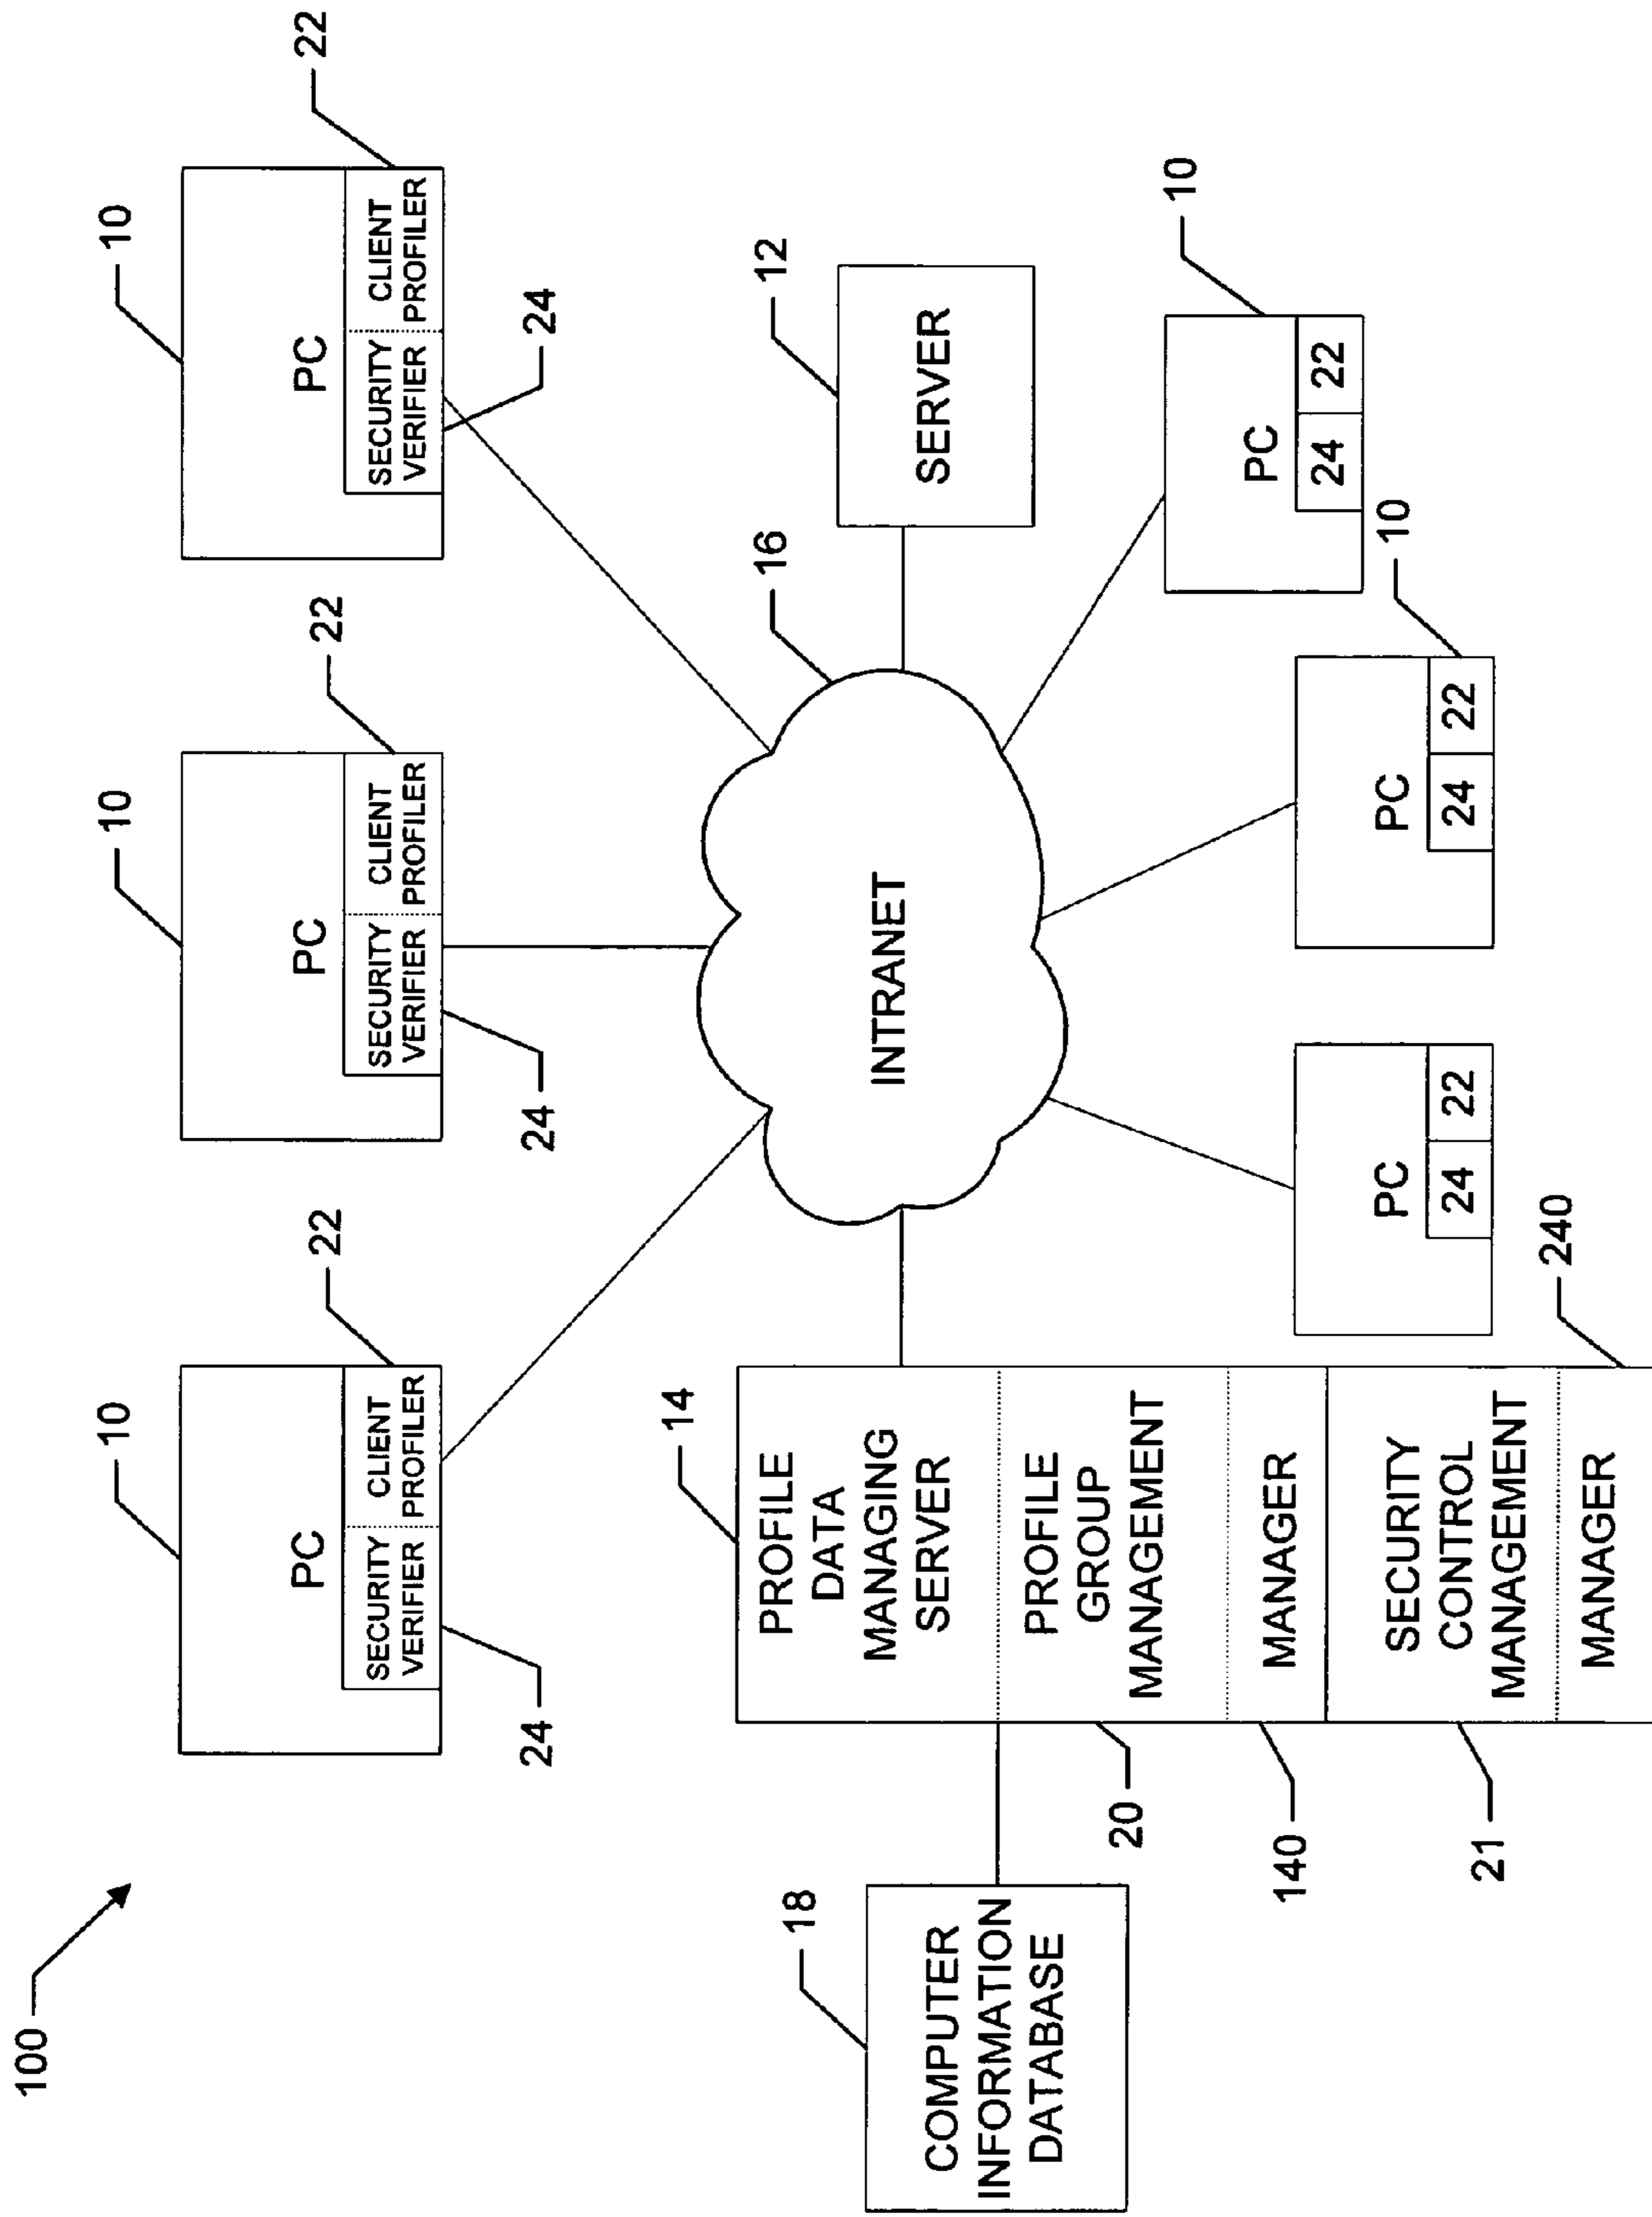 100
10
PC
SECURITY
VERIFIER
CLIENT
PROFILER
22
24
10
PC
SECURITY
VERIFIER
CLIENT
PROFILER
22
24
10
PC
SECURITY
VERIFIER
CLIENT
PROFILER
22
24
18
COMPUTER
INFORMATION
DATABASE
14
PROFILE
DATA
MANAGING
SERVER
PROFILE
GROUP
MANAGEMENT
20
MANAGER
140
SECURITY
CONTROL
MANAGEMENT
21
MANAGER
240
16
INTRANET
12
SERVER
PC
24 22
10
PC
24 22
10
PC
24 22